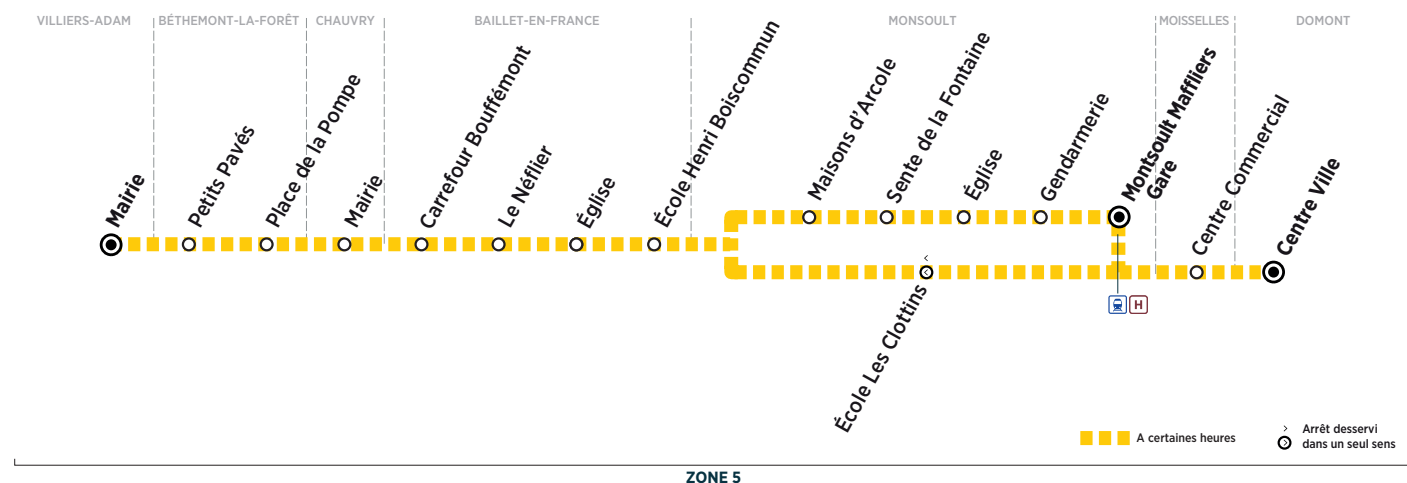 VILLIERS-ADAM
BÉTHEMONT-LA-FORÊT
CHAUVRY
BAILLET-EN-FRANCE
MONSOULT
MOISSELLES
DOMONT
Mairie
Petits Pavés
Place de la Pompe
Mairie
Carrefour Bouffémont
Le Néflier
Église
École Henri Boiscommun
Maisons d'Arcole
Sente de la Fontaine
Église
Gendarmerie
Montsoult Maffliers
Gare
Centre Commercial
Centre Ville
École Les Clottins
H
A certaines heures
Arrêt desservi
dans un seul sens
ZONE 5